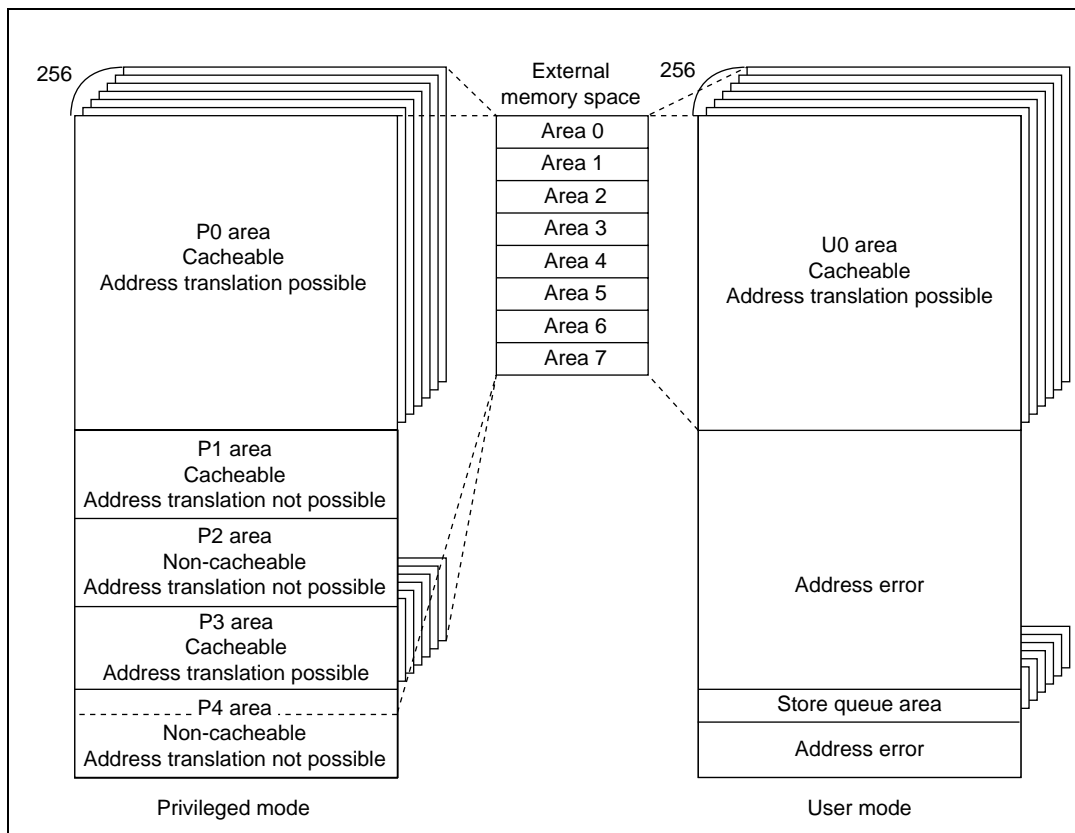 256
External
memory space
256
Area 0
Area 1
Area 2
Area 3
Area 4
Area 5
Area 6
Area 7
P0 area
Cacheable
Address translation possible
U0 area
Cacheable
Address translation possible
P1 area
Cacheable
Address translation not possible
P2 area
Non-cacheable
Address translation not possible
P3 area
Cacheable
Address translation possible
P4 area
Non-cacheable
Address translation not possible
Address error
Store queue area
Address error
Privileged mode
User mode